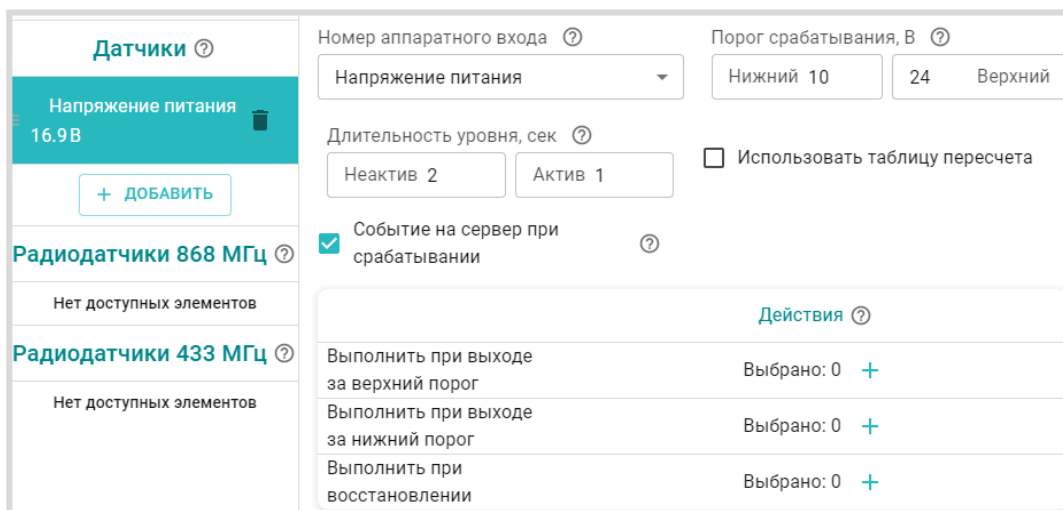 Датчики
Напряжение питания
16.9 В
+ ДОБАВИТЬ
Радиодатчики 868 МГц
Нет доступных элементов
Радиодатчики 433 МГц
Нет доступных элементов
Номер аппаратного входа
Напряжение питания
Порог срабатывания, В
Нижний 10
24 Верхний
Длительность уровня, сек
Неактив 2
Актив 1
Использовать таблицу пересчета
Событие на сервер при
срабатывании
Действия
Выполнить при выходе
за верхний порог
Выбрано: 0 +
Выполнить при выходе
за нижний порог
Выбрано: 0 +
Выполнить при
восстановлении
Выбрано: 0 +